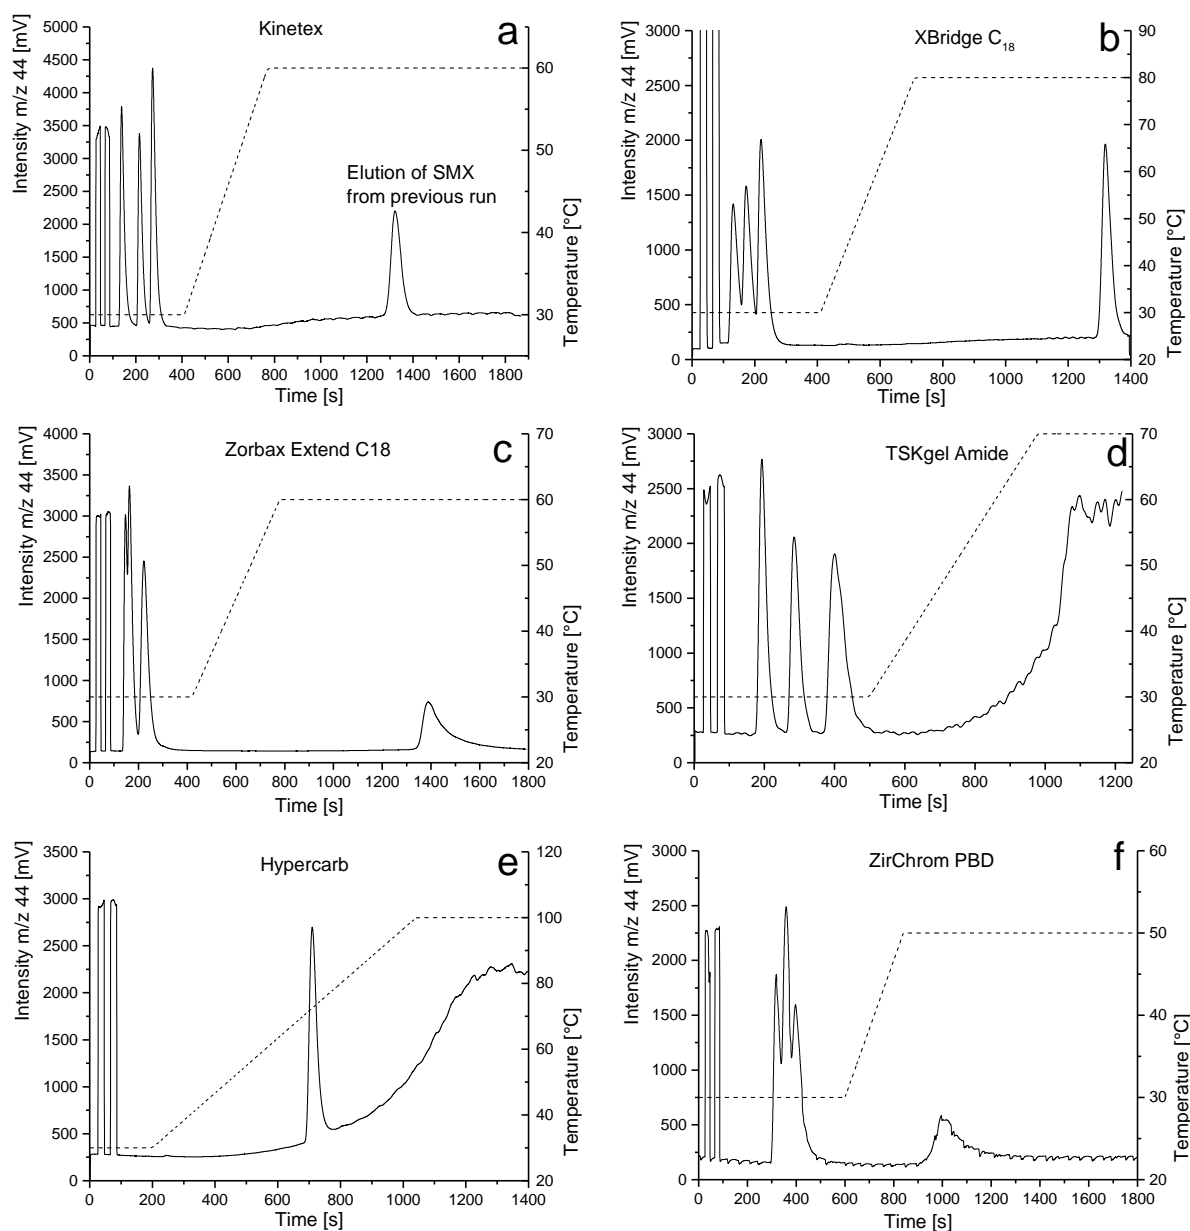 Kinetex
a
Intensity m/z 44 [mV]
5000
4500
4000
3500
3000
2500
2000
1500
1000
500
0
Elution of SMX
from previous run
60
50
40
30
Temperature [°C]
0 200 400 600 800 1000 1200 1400 1600 1800
Time [s]
XBridge C18
b
Intensity m/z 44 [mV]
3000
2500
2000
1500
1000
500
0
90
80
70
60
50
40
30
20
Temperature [°C]
0 200 400 600 800 1000 1200 1400
Time [s]
Zorbax Extend C18
c
Intensity m/z 44 [mV]
4000
3500
3000
2500
2000
1500
1000
500
0
70
60
50
40
30
20
Temperature [°C]
0 200 400 600 800 1000 1200 1400 1600 1800
Time [s]
TSKgel Amide
d
Intensity m/z 44 [mV]
3000
2500
2000
1500
1000
500
0
70
60
50
40
30
20
Temperature [°C]
0 200 400 600 800 1000 1200
Time [s]
Hypercarb
e
Intensity m/z 44 [mV]
3500
3000
2500
2000
1500
1000
500
0
120
100
80
60
40
20
Temperature [°C]
0 200 400 600 800 1000 1200 1400
Time [s]
ZirChrom PBD
f
Intensity m/z 44 [mV]
3000
2500
2000
1500
1000
500
0
60
50
40
30
20
Temperature [°C]
0 200 400 600 800 1000 1200 1400 1600 1800
Time [s]